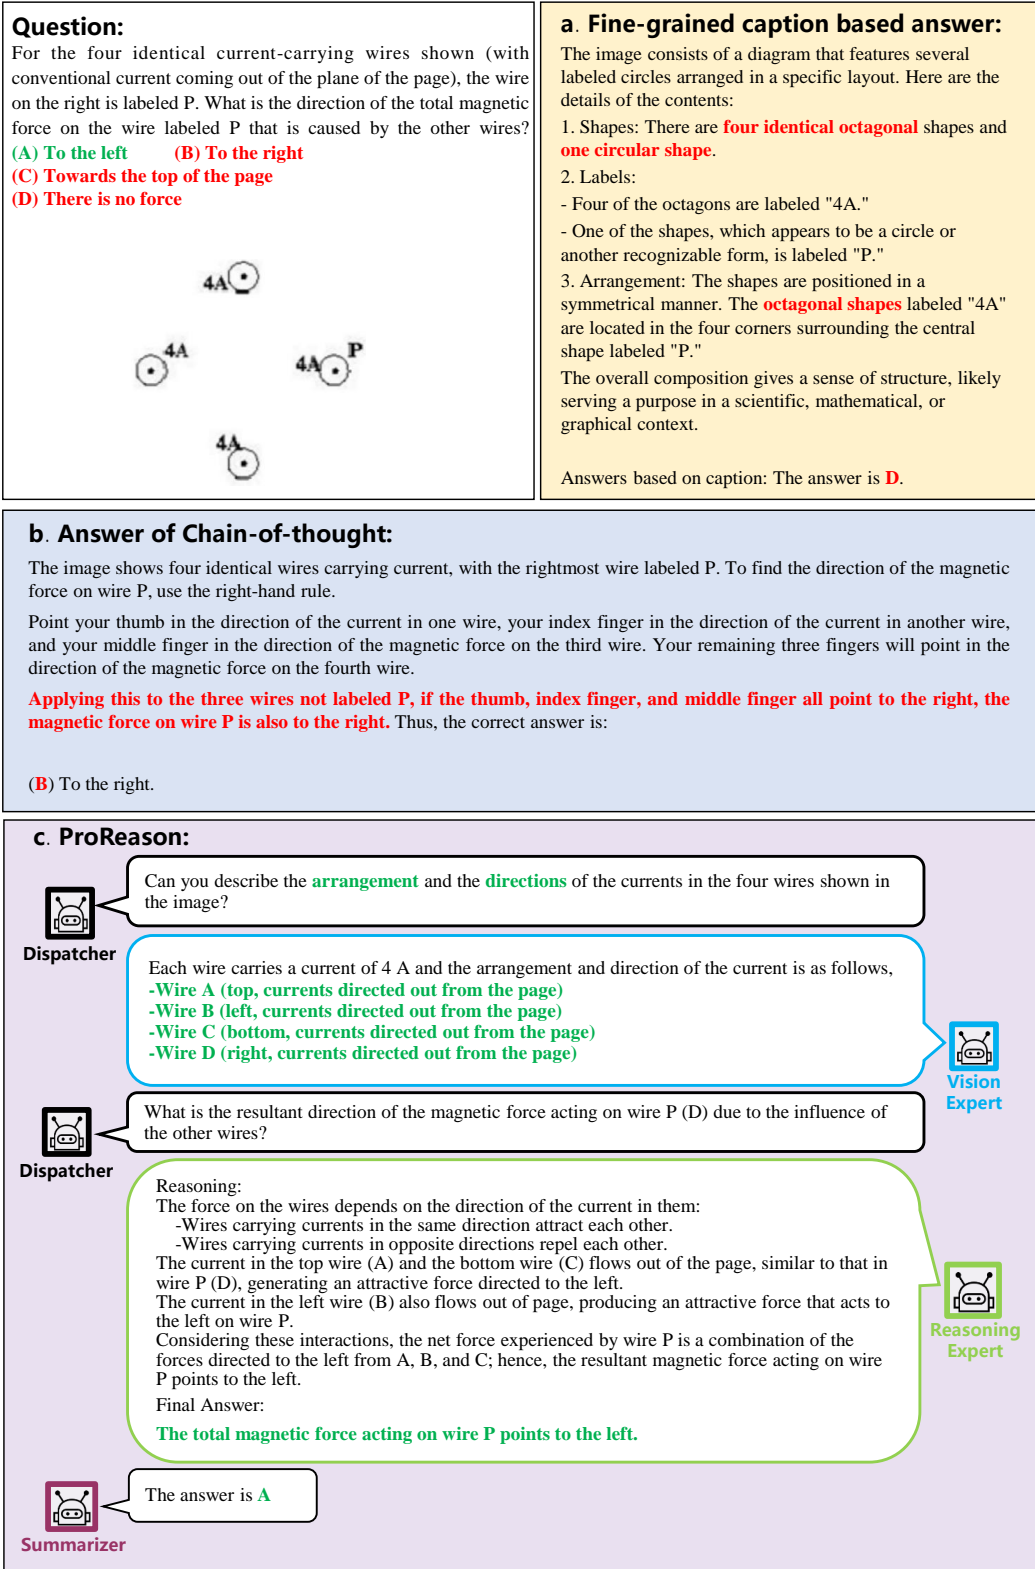 Question:
For the four identical current-carrying wires shown (with
conventional current coming out of the plane of the page), the wire
on the right is labeled P. What is the direction of the total magnetic
force on the wire labeled P that is caused by the other wires?
(A) To the left (B) To the right
(C) Towards the top of the page
(D) There is no force
4A
4A
4A P
4A
a. Fine-grained caption based answer:
The image consists of a diagram that features several
labeled circles arranged in a specific layout. Here are the
details of the contents:
1. Shapes: There are four identical octagonal shapes and
one circular shape.
2. Labels:
- Four of the octagons are labeled "4A."
- One of the shapes, which appears to be a circle or
another recognizable form, is labeled "P."
3. Arrangement: The shapes are positioned in a
symmetrical manner. The octagonal shapes labeled "4A"
are located in the four corners surrounding the central
shape labeled "P."
The overall composition gives a sense of structure, likely
serving a purpose in a scientific, mathematical, or
graphical context.
Answers based on caption: The answer is D.
b. Answer of Chain-of-thought:
The image shows four identical wires carrying current, with the rightmost wire labeled P. To find the direction of the magnetic
force on wire P, use the right-hand rule.
Point your thumb in the direction of the current in one wire, your index finger in the direction of the current in another wire,
and your middle finger in the direction of the magnetic force on the third wire. Your remaining three fingers will point in the
direction of the magnetic force on the fourth wire.
Applying this to the three wires not labeled P, if the thumb, index finger, and middle finger all point to the right, the
magnetic force on wire P is also to the right. Thus, the correct answer is:
(B) To the right.
c. ProReason:
Can you describe the arrangement and the directions of the currents in the four wires shown in
the image?
Dispatcher
Each wire carries a current of 4 A and the arrangement and direction of the current is as follows,
-Wire A (top, currents directed out from the page)
-Wire B (left, currents directed out from the page)
-Wire C (bottom, currents directed out from the page)
-Wire D (right, currents directed out from the page)
Vision
Expert
What is the resultant direction of the magnetic force acting on wire P (D) due to the influence of
the other wires?
Dispatcher
Reasoning:
The force on the wires depends on the direction of the current in them:
-Wires carrying currents in the same direction attract each other.
-Wires carrying currents in opposite directions repel each other.
The current in the top wire (A) and the bottom wire (C) flows out of the page, similar to that in
wire P (D), generating an attractive force directed to the left.
The current in the left wire (B) also flows out of page, producing an attractive force that acts to
the left on wire P.
Considering these interactions, the net force experienced by wire P is a combination of the
forces directed to the left from A, B, and C; hence, the resultant magnetic force acting on wire
P points to the left.
Final Answer:
The total magnetic force acting on wire P points to the left.
Reasoning
Expert
The answer is A
Summarizer